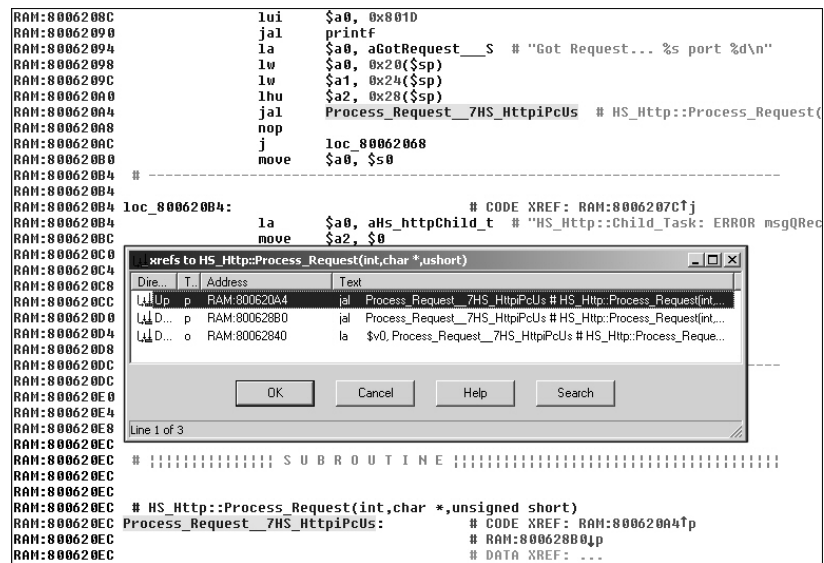 RAM:8006208C lui $a0, 0x801D
RAM:80062090 jal printf
RAM:80062094 la $a0, aGotRequest___S # "Got Request... %s port %d\n"
RAM:80062098 lw $a0, 0x20($sp)
RAM:8006209C lw $a1, 0x24($sp)
RAM:800620A0 lhu $a2, 0x28($sp)
RAM:800620A4 jal Process_Request__7HS_HttpiPcUs # HS_Http::Process_Request(
RAM:800620A8 nop
RAM:800620AC j loc_80062068
RAM:800620B0 move $a0, $s0
RAM:800620B4 # ---------------------------------------------------------------------------
RAM:800620B4
RAM:800620B4 loc_800620B4: # CODE XREF: RAM:8006207C↑j
RAM:800620B4 la $a0, aHs_httpChild_t # "HS_Http::Child_Task: ERROR msgQRec
RAM:800620BC move $a2, $0
RAM:800620C0
xrefs to HS_Http::Process_Request(int,char *,ushort)
RAM:800620C4
Dire... T.. Address Text
RAM:800620C8
Up p RAM:800620A4 jal Process_Request__7HS_HttpiPcUs # HS_Http::Process_Request(int,...
RAM:800620CC
D... p RAM:800628B0 jal Process_Request__7HS_HttpiPcUs # HS_Http::Process_Request(int,...
RAM:800620D0
D... o RAM:80062840 la $v0, Process_Request__7HS_HttpiPcUs # HS_Http::Process_Reque...
RAM:800620D4
RAM:800620D8
RAM:800620DC
RAM:800620DC
RAM:800620E0
OK Cancel Help Search
RAM:800620E4
RAM:800620E8
Line 1 of 3
RAM:800620EC
RAM:800620EC # ¦¦¦¦¦¦¦¦¦¦¦¦¦¦¦ S U B R O U T I N E ¦¦¦¦¦¦¦¦¦¦¦¦¦¦¦¦¦¦¦¦¦¦¦¦¦¦¦¦¦¦¦¦¦¦¦¦¦¦¦
RAM:800620EC
RAM:800620EC
RAM:800620EC # HS_Http::Process_Request(int,char *,unsigned short)
RAM:800620EC Process_Request__7HS_HttpiPcUs: # CODE XREF: RAM:800620A4↑p
RAM:800620EC # RAM:800628B0↓p
RAM:800620EC # DATA XREF: ...